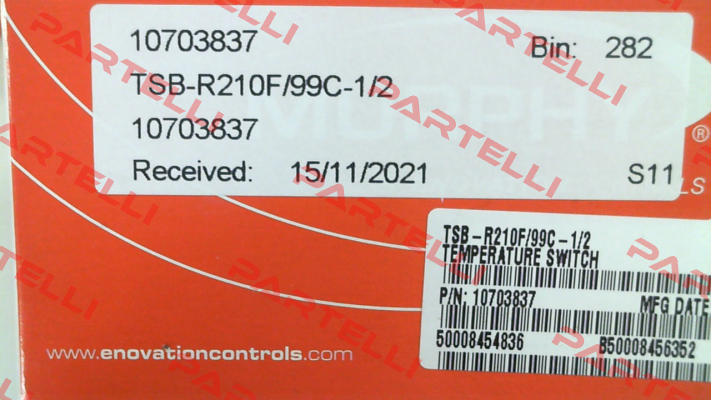 10703837 Bin: 282
TSB-R210F/99C-1/2
MURPHY®
10703837
Received: 15/11/2021 S11
LS
TSB-R210F/99C-1/2
TEMPERATURE SWITCH
P/N: 10703837 MFG DATE
50008454836 B50008456352
www.enovationcontrols.com
PARTELLI
PARTELLI
PARTELLI
PARTELLI
PARTELLI